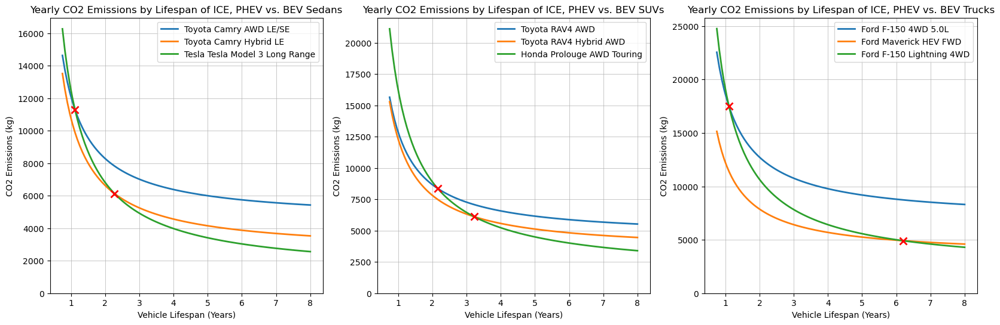 Yearly CO2 Emissions by Lifespan of ICE, PHEV vs. BEV Sedans
Toyota Camry AWD LE/SE
Toyota Camry Hybrid LE
Tesla Tesla Model 3 Long Range
16000
14000
12000
10000
8000
6000
4000
2000
0
CO2 Emissions (kg)
1 2 3 4 5 6 7 8
Vehicle Lifespan (Years)
Yearly CO2 Emissions by Lifespan of ICE, PHEV vs. BEV SUVs
Toyota RAV4 AWD
Toyota RAV4 Hybrid AWD
Honda Prolouge AWD Touring
20000
17500
15000
12500
10000
7500
5000
2500
0
CO2 Emissions (kg)
1 2 3 4 5 6 7 8
Vehicle Lifespan (Years)
Yearly CO2 Emissions by Lifespan of ICE, PHEV vs. BEV Trucks
Ford F-150 4WD 5.0L
Ford Maverick HEV FWD
Ford F-150 Lightning 4WD
25000
20000
15000
10000
5000
0
CO2 Emissions (kg)
1 2 3 4 5 6 7 8
Vehicle Lifespan (Years)